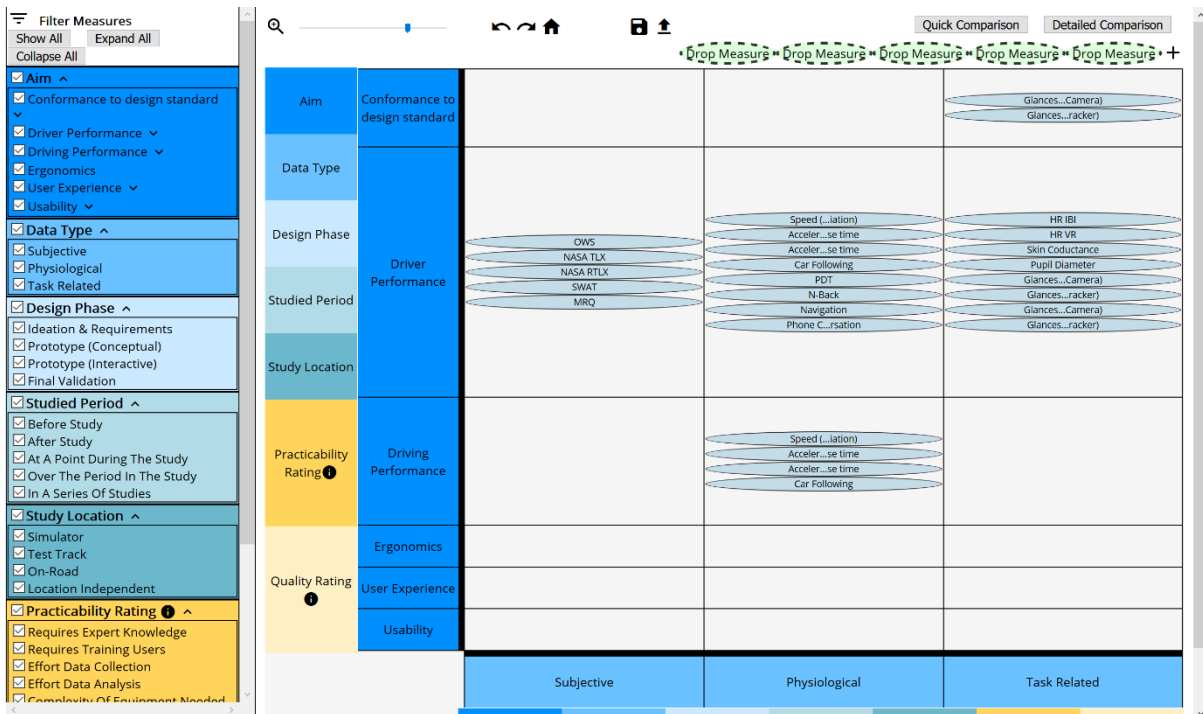 Filter Measures
Show All Expand All
Collapse All
Aim
Conformance to design standard
Driver Performance
Driving Performance
Ergonomics
User Experience
Usability
Data Type
Subjective
Physiological
Task Related
Design Phase
Ideation & Requirements
Prototype (Conceptual)
Prototype (Interactive)
Final Validation
Studied Period
Before Study
After Study
At A Point During The Study
Over The Period In The Study
In A Series Of Studies
Study Location
Simulator
Test Track
On-Road
Location Independent
Practicability Rating
Requires Expert Knowledge
Requires Training Users
Effort Data Collection
Effort Data Analysis
Complexity Of Equipment Needed
Quick Comparison Detailed Comparison
Drop Measure Drop Measure Drop Measure Drop Measure Drop Measure +
Aim
Data Type
Design Phase
Studied Period
Study Location
Practicability
Rating
Quality Rating
Conformance to
design standard
Glances...Camera)
Glances...racker)
Driver
Performance
OWS
NASA TLX
NASA RTLX
SWAT
MRQ
Speed (...iation)
Acceler...se time
Acceler...se time
Car Following
PDT
N-Back
Navigation
Phone C...rsation
HR IBI
HR VR
Skin Coductance
Pupil Diameter
Glances...Camera)
Glances...racker)
Glances...Camera)
Glances...racker)
Driving
Performance
Speed (...iation)
Acceler...se time
Acceler...se time
Car Following
Ergonomics
User Experience
Usability
Subjective Physiological Task Related